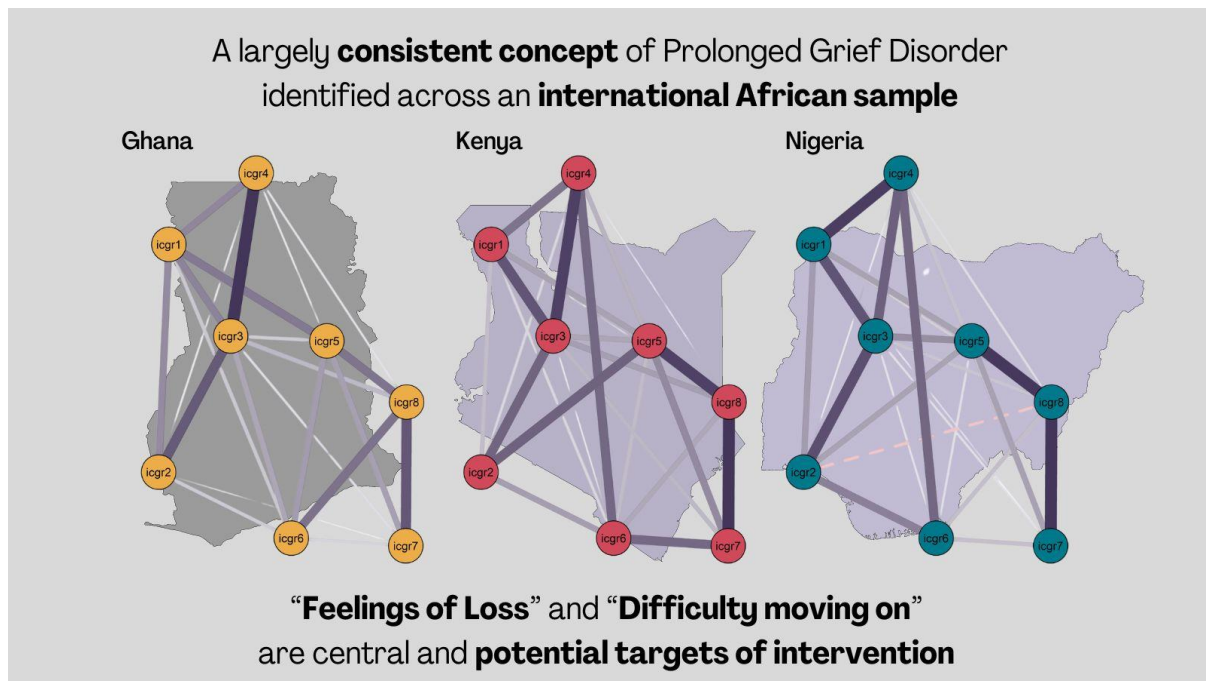 A largely consistent concept of Prolonged Grief Disorder
identified across an international African sample
Ghana
Kenya
Nigeria
icgr4
icgr1
icgr3
icgr5
icgr8
icgr2
icgr6
icgr7
icgr4
icgr1
icgr3
icgr5
icgr8
icgr2
icgr6
icgr7
icgr4
icgr1
icgr3
icgr5
icgr8
icgr2
icgr6
icgr7
“Feelings of Loss” and “Difficulty moving on”
are central and potential targets of intervention